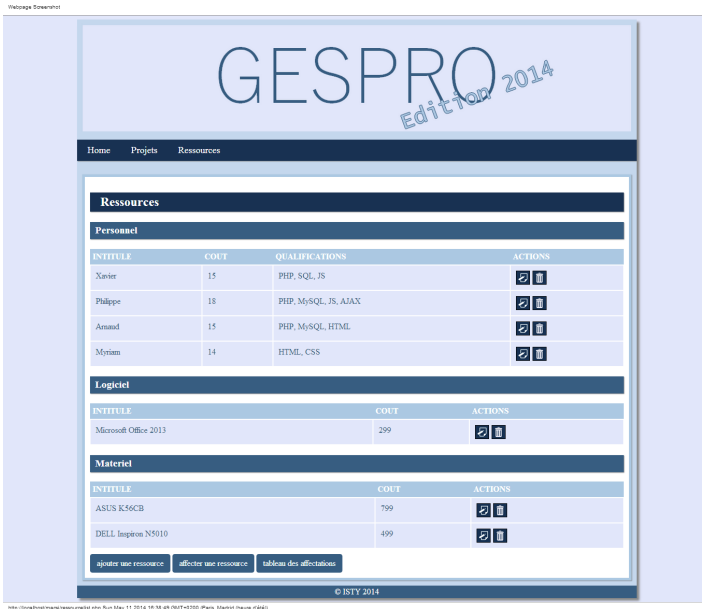 Webpage Screenshot
GESPRO
Edition 2014
Home Projets Ressources
Ressources
Personnel
INTITULE COUT QUALIFICATIONS ACTIONS
Xavier 15 PHP, SQL, JS
Philippe 18 PHP, MySQL, JS, AJAX
Arnaud 15 PHP, MySQL, HTML
Myriam 14 HTML, CSS
Logiciel
INTITULE COUT ACTIONS
Microsoft Office 2013 299
Materiel
INTITULE COUT ACTIONS
ASUS K56CB 799
DELL Inspiron N5010 499
ajouter une ressource affecter une ressource tableau des affectations
© ISTY 2014